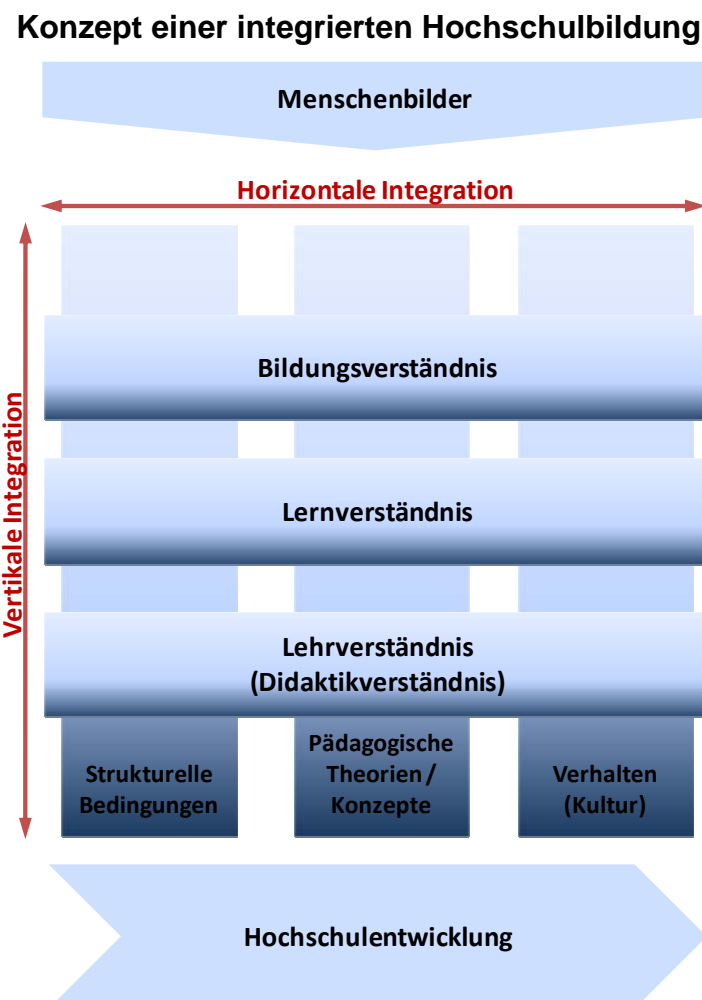 Konzept einer integrierten Hochschulbildung
Menschenbilder
Horizontale Integration
Vertikale Integration
Bildungsverständnis
Lernverständnis
Lehrverständnis
(Didaktikverständnis)
Strukturelle
Bedingungen
Pädagogische
Theorien /
Konzepte
Verhalten
(Kultur)
Hochschulentwicklung